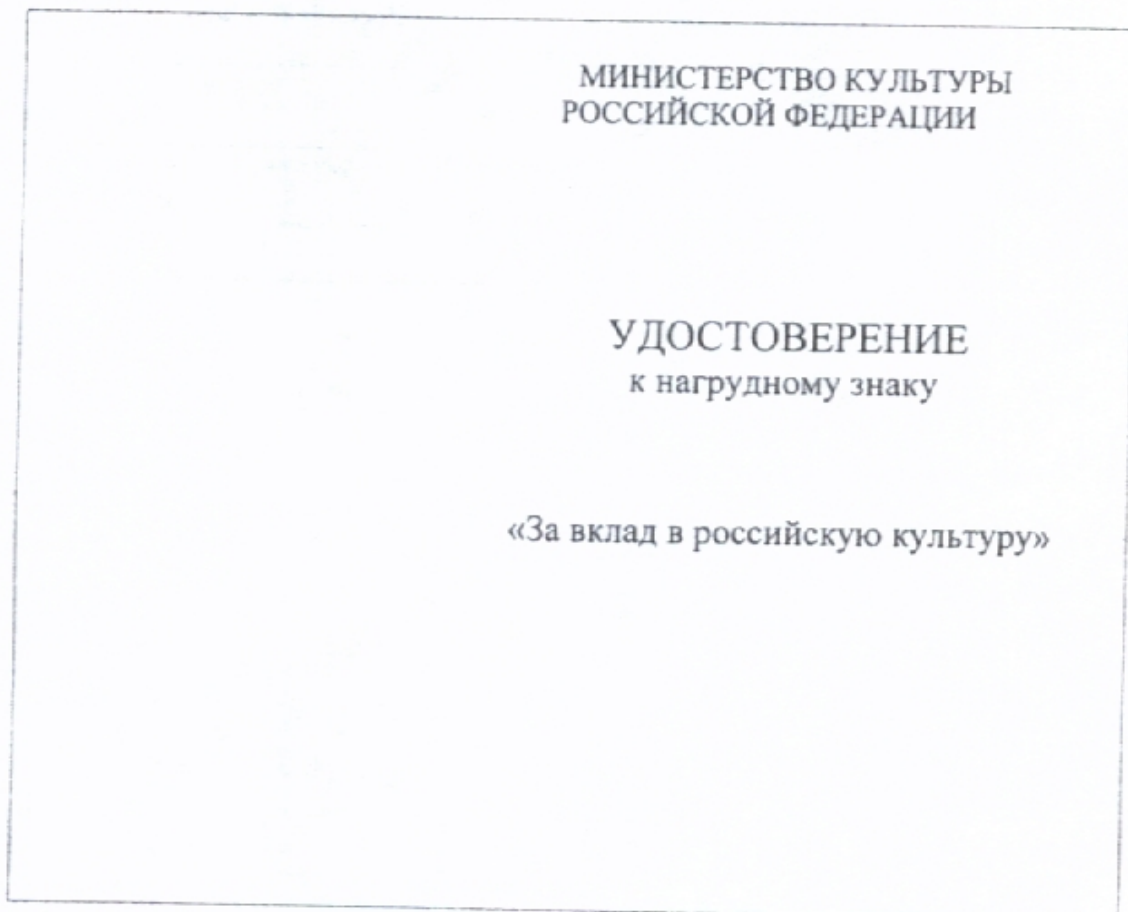 МИНИСТЕРСТВО КУЛЬТУРЫ
РОССИЙСКОЙ ФЕДЕРАЦИИ
УДОСТОВЕРЕНИЕ
к нагрудному знаку
«За вклад в российскую культуру»